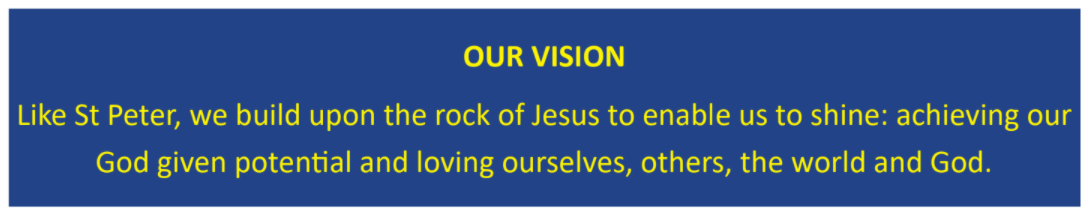 OUR VISION
Like St Peter, we build upon the rock of Jesus to enable us to shine: achieving our
God given potential and loving ourselves, others, the world and God.